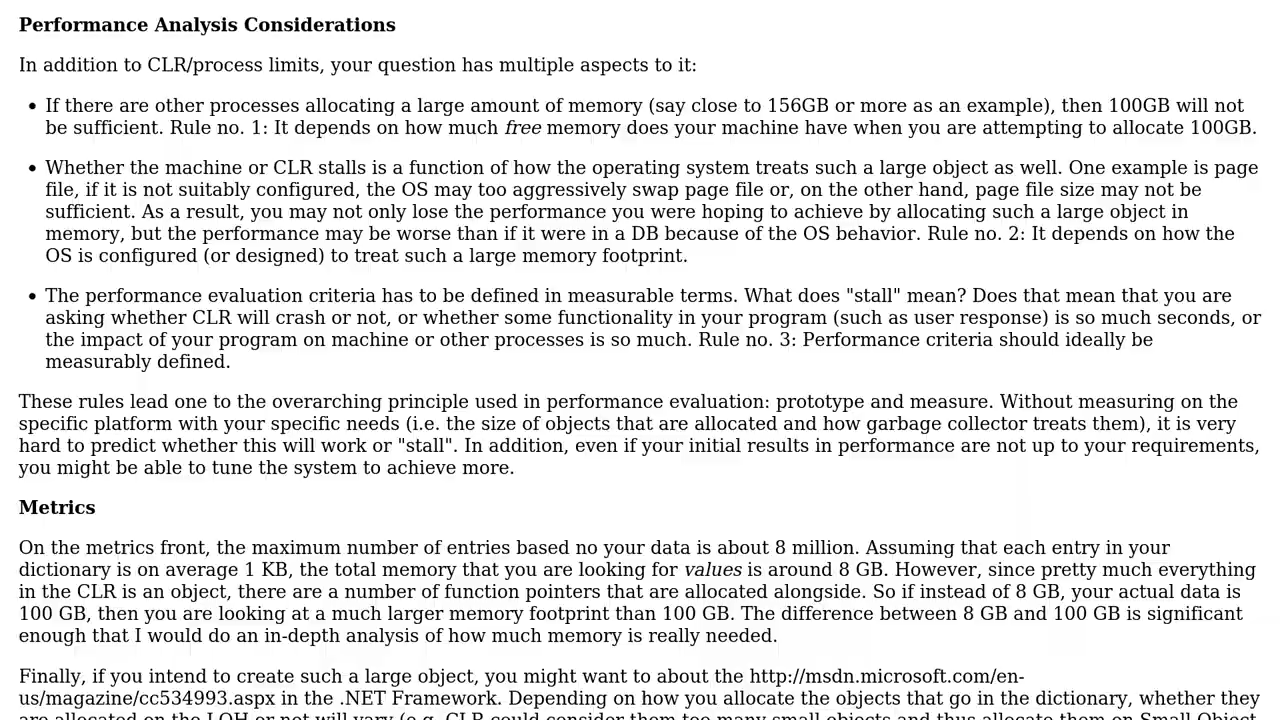 Performance Analysis Considerations
In addition to CLR/process limits, your question has multiple aspects to it:
• If there are other processes allocating a large amount of memory (say close to 156GB or more as an example), then 100GB will not
be sufficient. Rule no. 1: It depends on how much free memory does your machine have when you are attempting to allocate 100GB.
• Whether the machine or CLR stalls is a function of how the operating system treats such a large object as well. One example is page
file, if it is not suitably configured, the OS may too aggressively swap page file or, on the other hand, page file size may not be
sufficient. As a result, you may not only lose the performance you were hoping to achieve by allocating such a large object in
memory, but the performance may be worse than if it were in a DB because of the OS behavior. Rule no. 2: It depends on how the
OS is configured (or designed) to treat such a large memory footprint.
• The performance evaluation criteria has to be defined in measurable terms. What does "stall" mean? Does that mean that you are
asking whether CLR will crash or not, or whether some functionality in your program (such as user response) is so much seconds, or
the impact of your program on machine or other processes is so much. Rule no. 3: Performance criteria should ideally be
measurably defined.
These rules lead one to the overarching principle used in performance evaluation: prototype and measure. Without measuring on the
specific platform with your specific needs (i.e. the size of objects that are allocated and how garbage collector treats them), it is very
hard to predict whether this will work or "stall". In addition, even if your initial results in performance are not up to your requirements,
you might be able to tune the system to achieve more.
Metrics
On the metrics front, the maximum number of entries based no your data is about 8 million. Assuming that each entry in your
dictionary is on average 1 KB, the total memory that you are looking for values is around 8 GB. However, since pretty much everything
in the CLR is an object, there are a number of function pointers that are allocated alongside. So if instead of 8 GB, your actual data is
100 GB, then you are looking at a much larger memory footprint than 100 GB. The difference between 8 GB and 100 GB is significant
enough that I would do an in-depth analysis of how much memory is really needed.
Finally, if you intend to create such a large object, you might want to about the http://msdn.microsoft.com/en-
us/magazine/cc534993.aspx in the .NET Framework. Depending on how you allocate the objects that go in the dictionary, whether they
are allocated on the LOH or not will vary (e.g. CLR could consider them too many small objects and thus allocate them on Small Object